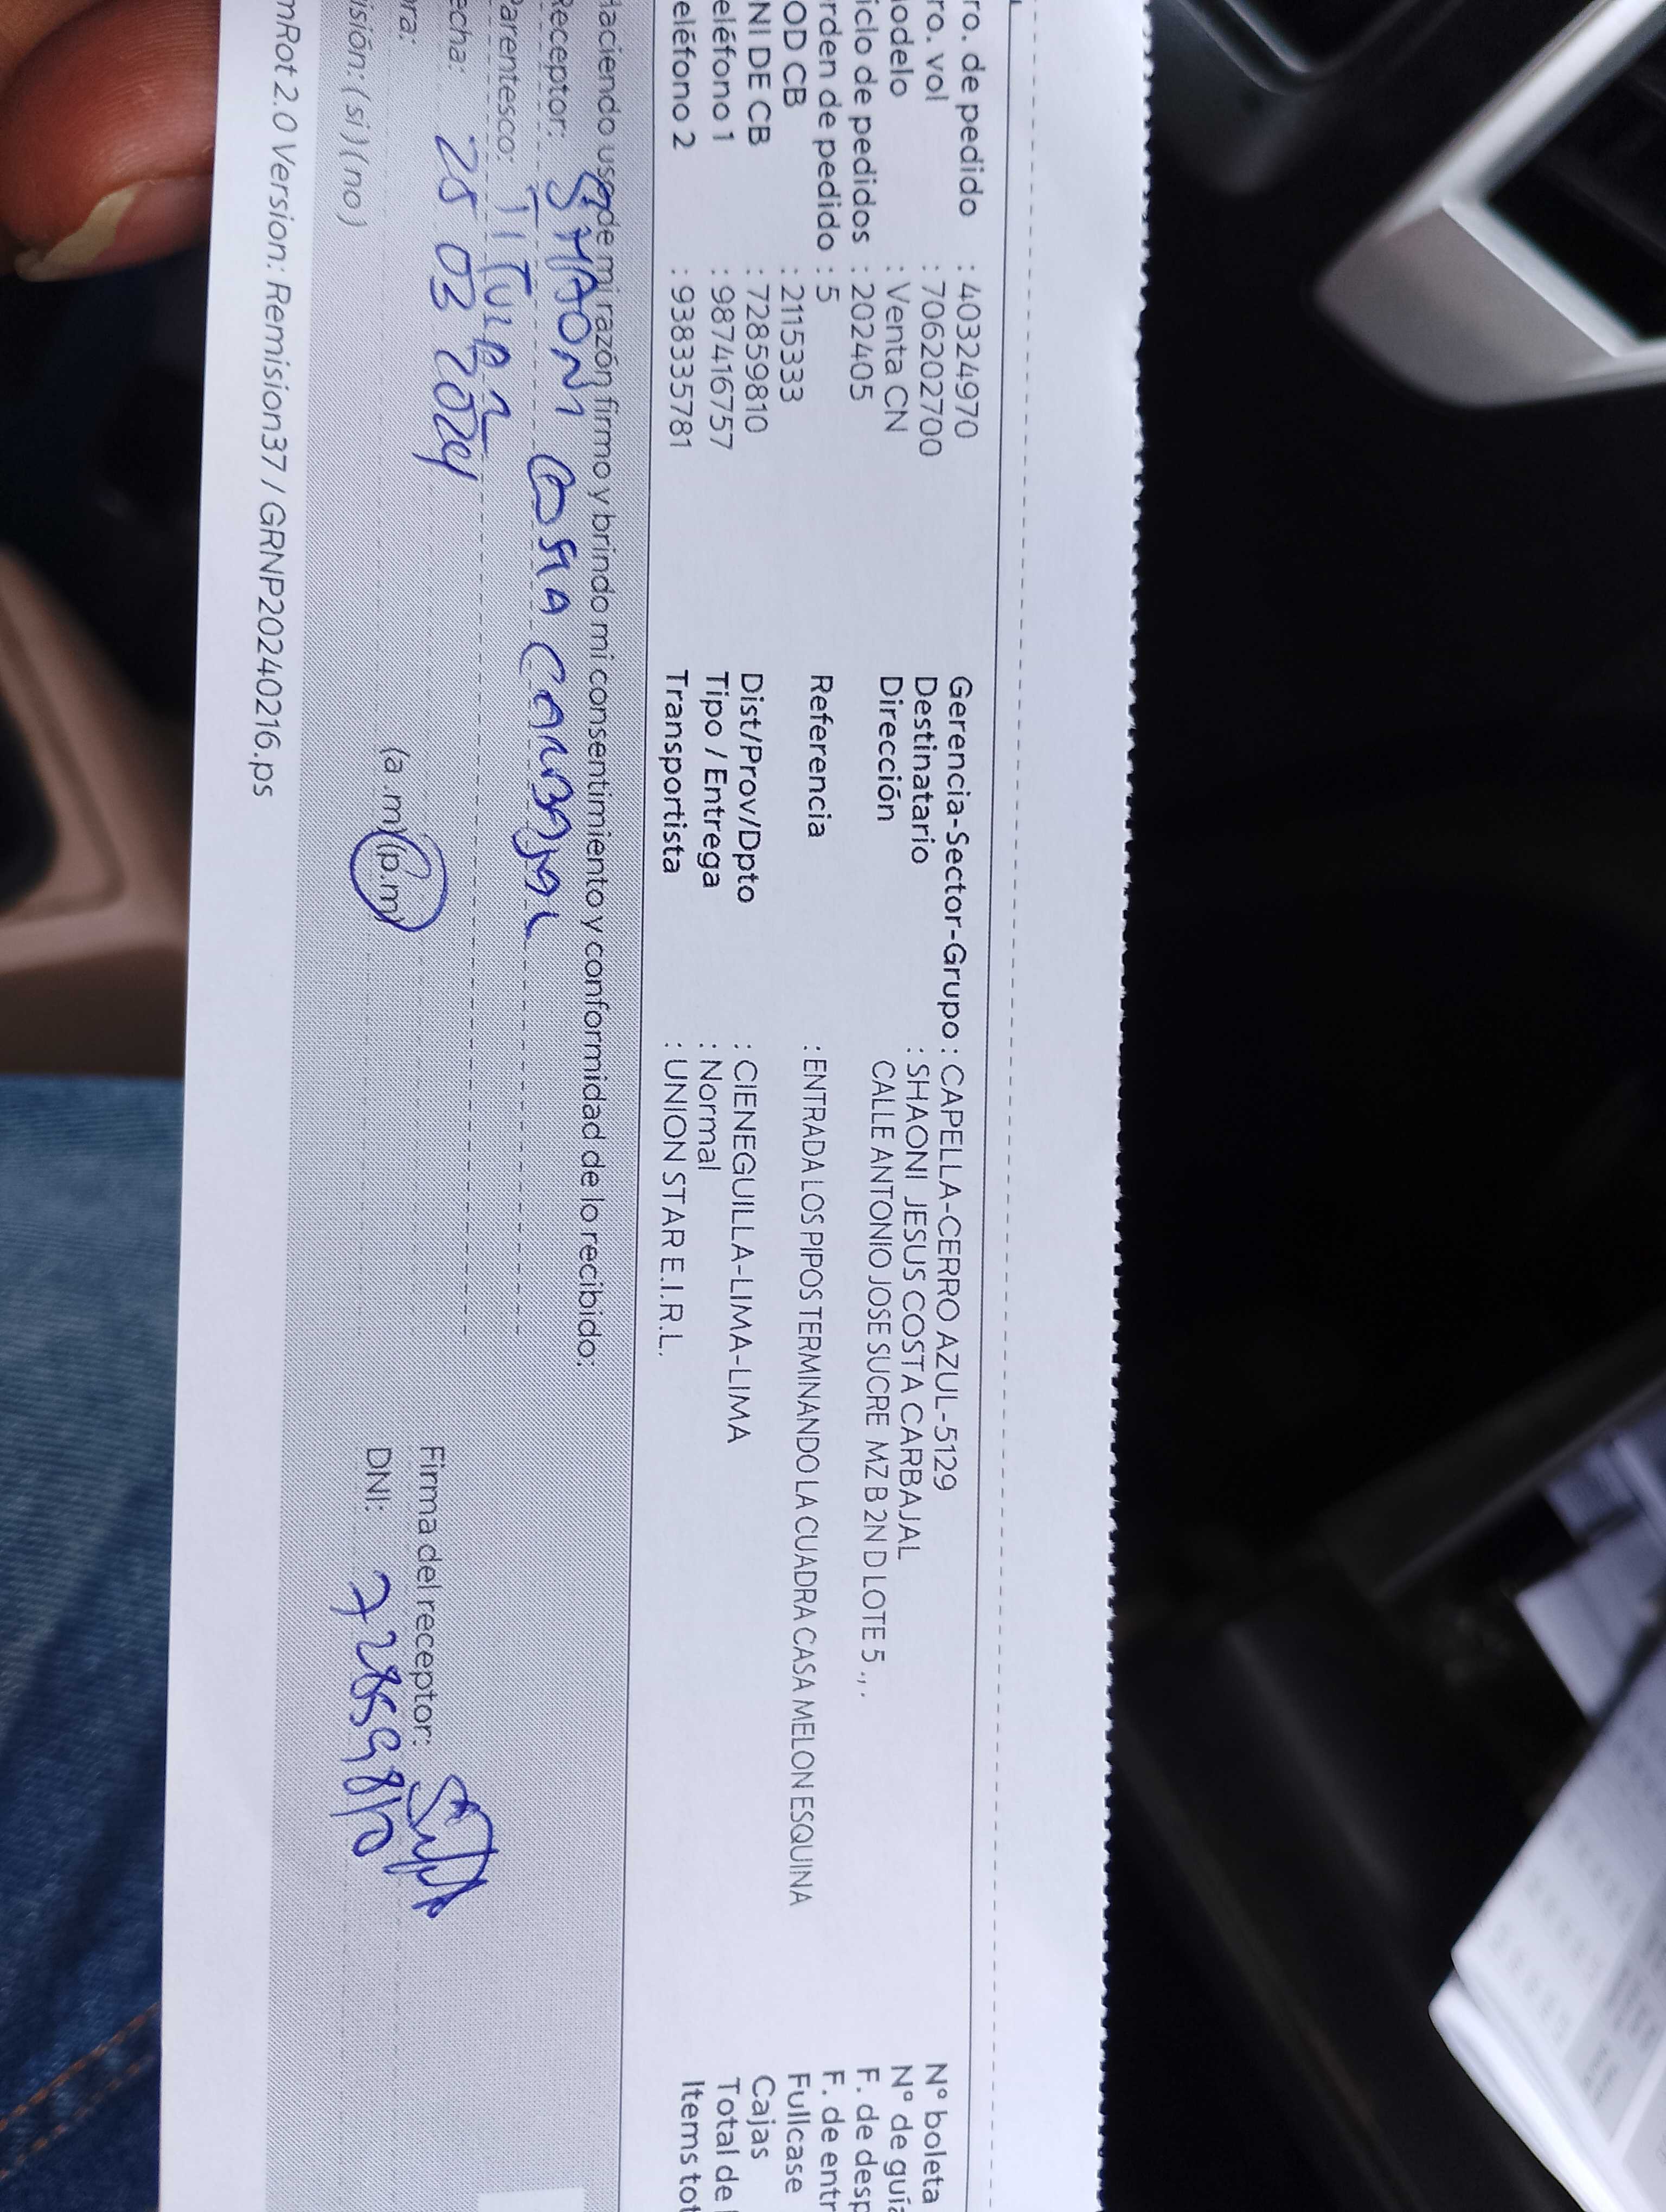 ro. de pedido : 40324970
ro. vol : 706202700
odelo : Venta CN
iclo de pedidos : 202405
rden de pedido : 5
OD CB : 2115333
NI DE CB : 72859810
eléfono 1 : 987416757
eléfono 2 : 938335781
Gerencia-Sector-Grupo : CAPELLA-CERRO AZUL-5129
Destinatario : SHAONI JESUS COSTA CARBAJAL
Dirección CALLE ANTONIO JOSE SUCRE MZ B 2N D LOTE 5 ., .
Referencia : ENTRADA LOS PIPOS TERMINANDO LA CUADRA CASA MELON ESQUINA
Dist/Prov/Dpto : CIENEGUILLA-LIMA-LIMA
Tipo / Entrega : Normal
Transportista : UNION STAR E.I.R.L.
N° boleta
N° de guía
F. de desp
F. de entr
Fullcase
Cajas
Total de
Items tot
Haciendo uso de mi razón firmo y brindo mi consentimiento y conformidad de lo recibido:
Receptor: SHAONI COSTA CARBAJAL
Parentesco: TITULAR
echa: 25 03 2024
ora: (a.m)(p.m)
isión: (si) (no)
Firma del receptor:
DNI: 72859810
mRot 2.0 Version: Remision37 / GRNP20240216.ps